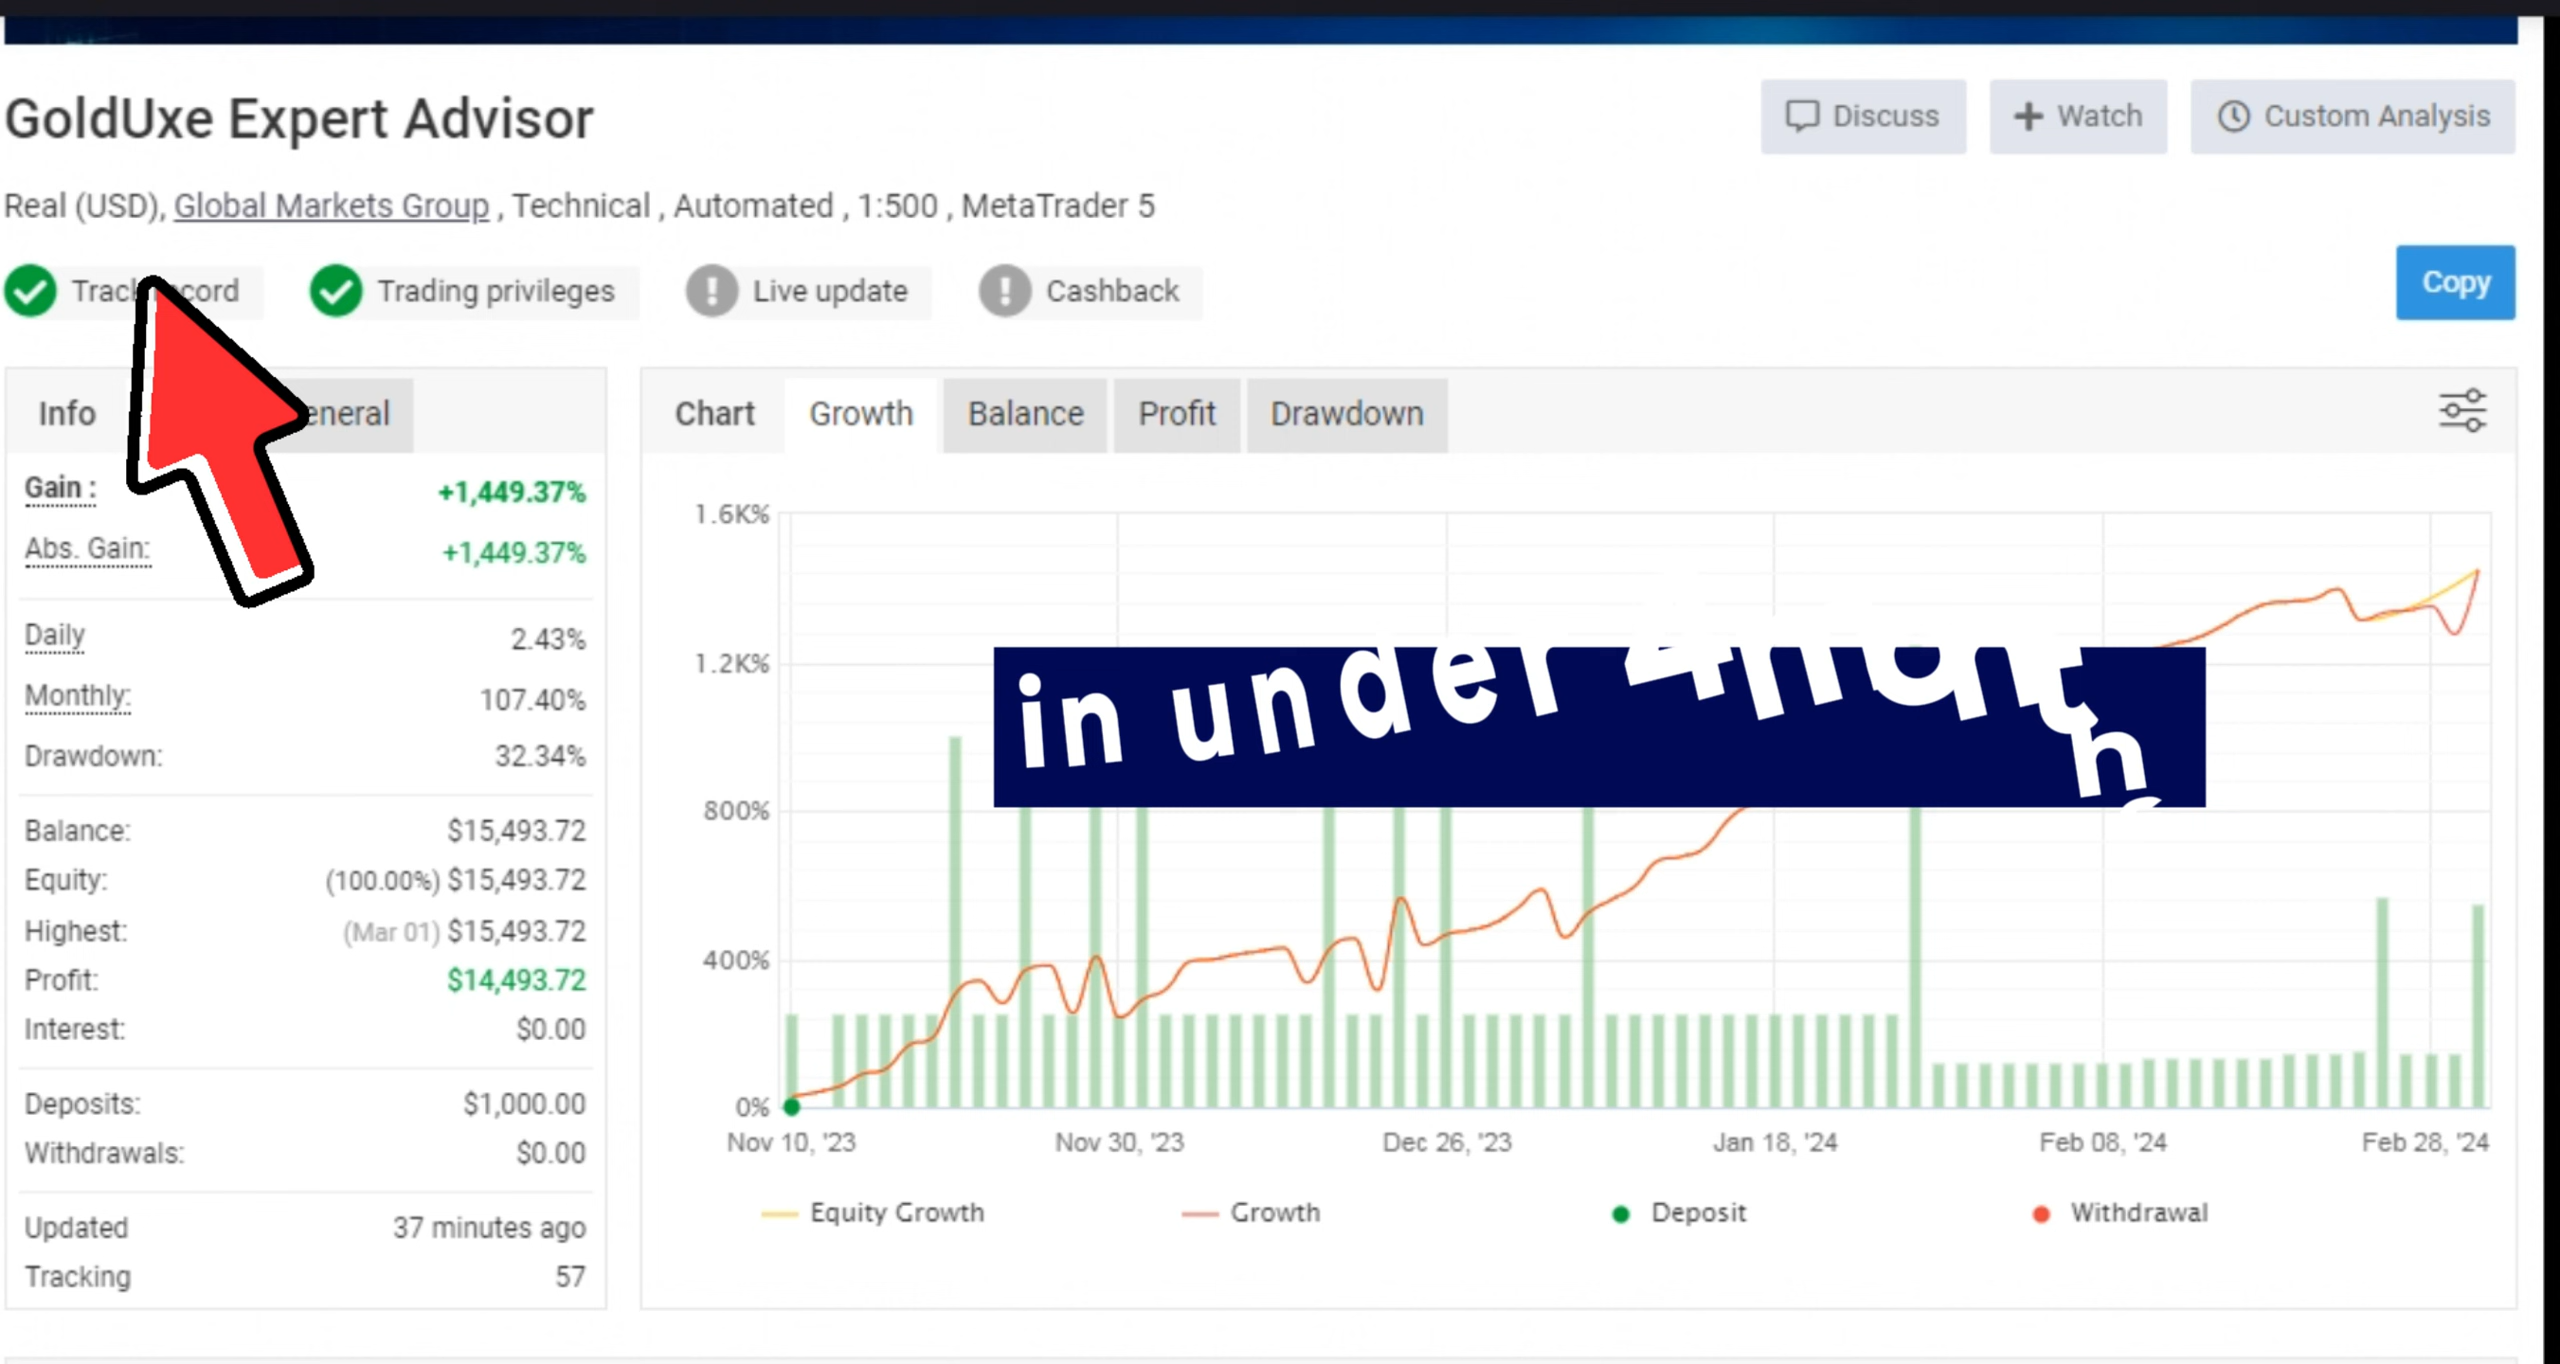 GoldUxe Expert Advisor
Discuss
Watch
Custom Analysis
Real (USD), Global Markets Group , Technical , Automated , 1:500 , MetaTrader 5
Trading privileges
Live update
Cashback
Copy
Info
Gain : +1,449.37%
Abs. Gain: +1,449.37%
Daily 2.43%
Monthly: 107.40%
Drawdown: 32.34%
Balance: $15,493.72
Equity: (100.00%) $15,493.72
Highest: (Mar 01) $15,493.72
Profit: $14,493.72
Interest: $0.00
Deposits: $1,000.00
Withdrawals: $0.00
Updated 37 minutes ago
Tracking 57
Chart Growth Balance Profit Drawdown
1.6K%
1.2K%
800%
400%
0%
in under
Nov 10, '23 Nov 30, '23 Dec 26, '23 Jan 18, '24 Feb 08, '24 Feb 28, '24
Equity Growth Growth Deposit Withdrawal